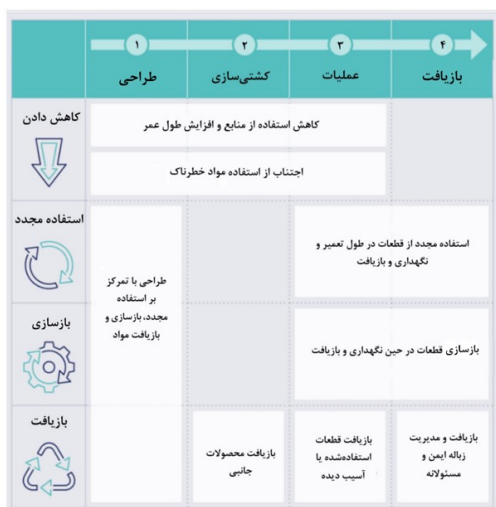 ۱ ۲ ۳ ۴
طراحی کشتی‌سازی عملیات بازیافت
کاهش دادن
کاهش استفاده از منابع و افزایش طول عمر
اجتناب از استفاده مواد خطرناک
استفاده مجدد
استفاده مجدد از قطعات در طول تعمیر و
نگهداری و بازیافت
طراحی با تمرکز
بر استفاده
مجدد، بازسازی و
بازیافت مواد
بازسازی
بازسازی قطعات در حین نگهداری و بازیافت
بازیافت
بازیافت محصولات
جانبی
بازیافت قطعات
استفاده‌شده یا
آسیب دیده
بازیافت و مدیریت
زباله ایمن و
مسئولانه